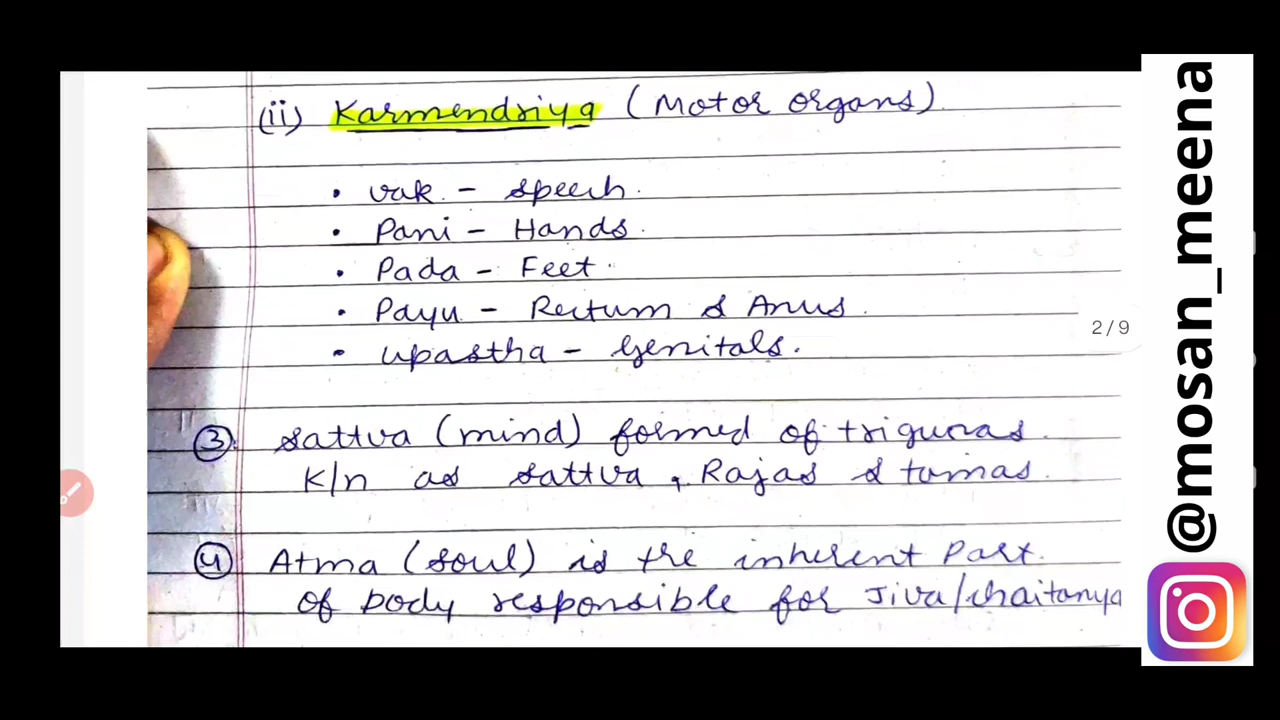 (ii) Karmendriya (Motor organs)
• vak - speech.
• Pani - Hands.
• Pada - Feet.
• Payu - Rectum & Anus.
• upastha - Genitals.
③. Sattva (mind) formed of trigunas.
K/n as sattva, Rajas & tamas.
④ Atma (soul) is the inherent Part.
of body responsible for Jiva/chaitanya
2/9
@mosan_meena